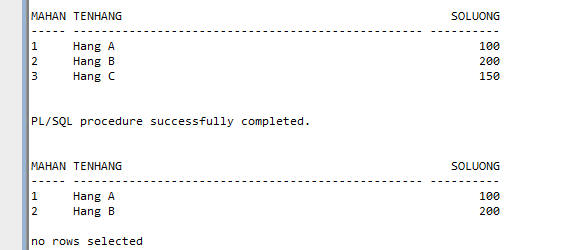 MAHAN TENHANG SOLUONG
----- -------------------------------------------------- ----------
1 Hang A 100
2 Hang B 200
3 Hang C 150
PL/SQL procedure successfully completed.
MAHAN TENHANG SOLUONG
----- -------------------------------------------------- ----------
1 Hang A 100
2 Hang B 200
no rows selected